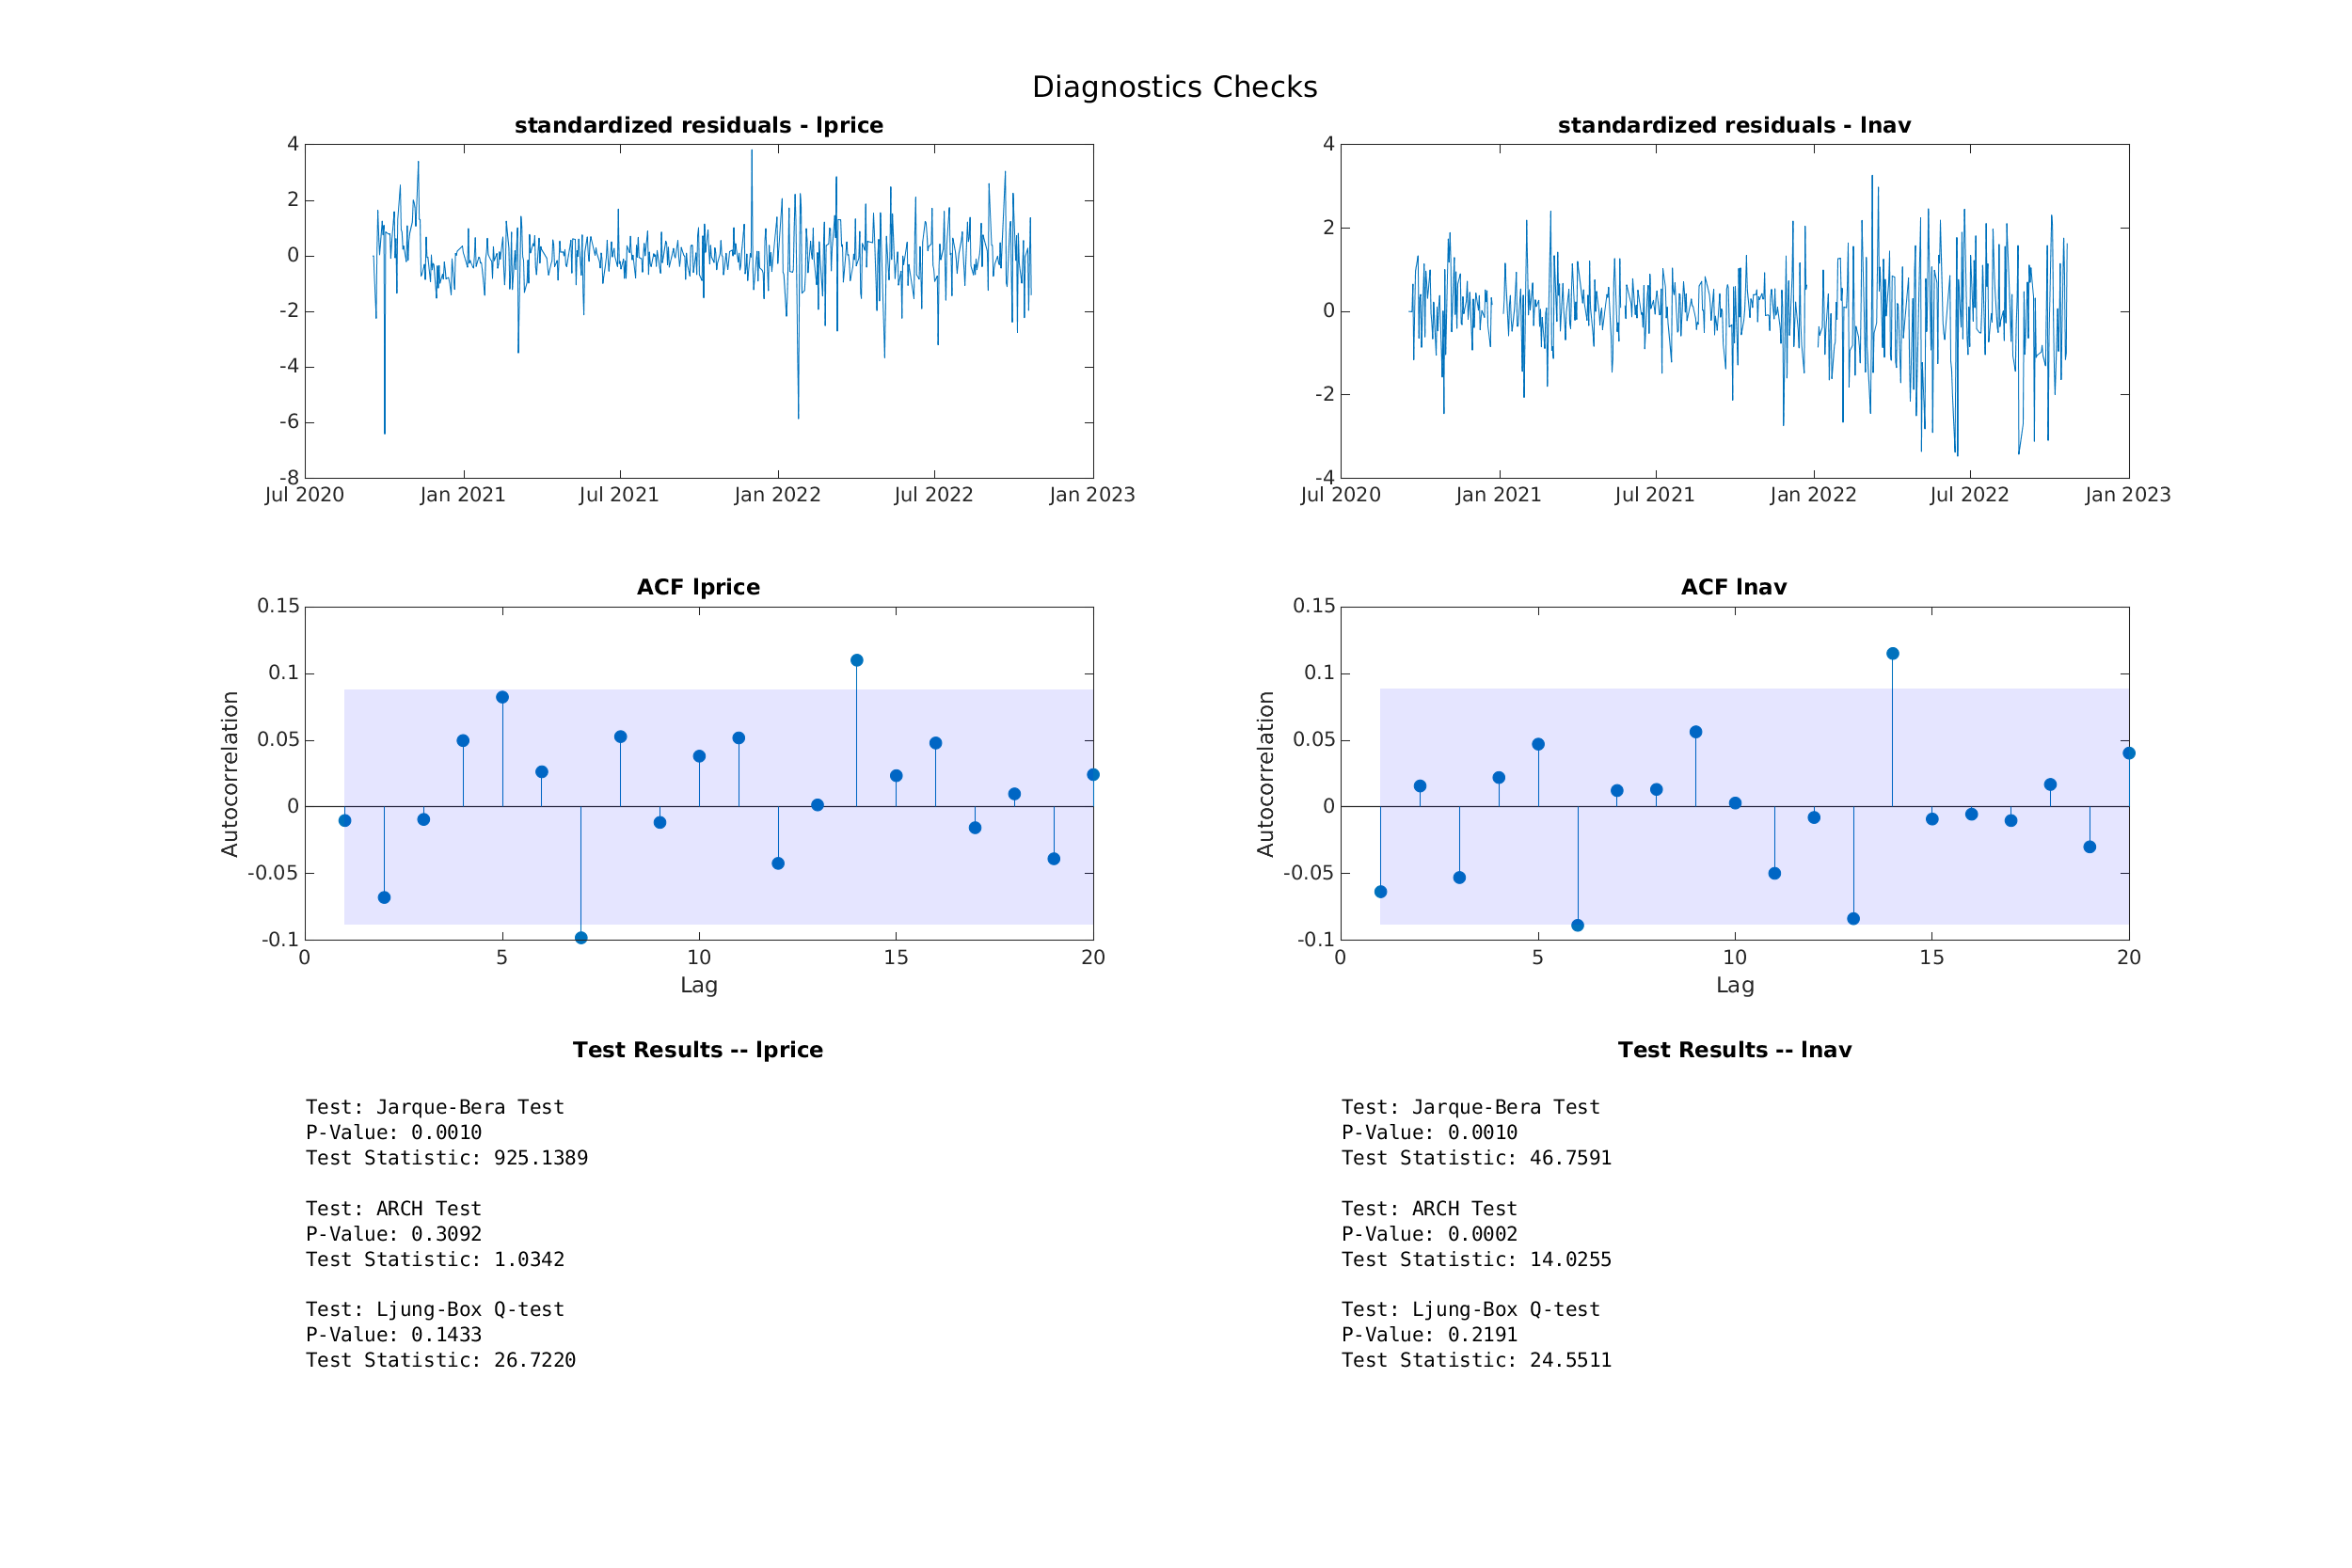 Diagnostics Checks
standardized residuals - lprice
4
2
0
-2
-4
-6
-8
Jul 2020 Jan 2021 Jul 2021 Jan 2022 Jul 2022 Jan 2023
standardized residuals - lnav
4
2
0
-2
-4
Jul 2020 Jan 2021 Jul 2021 Jan 2022 Jul 2022 Jan 2023
ACF lprice
0.15
0.1
0.05
0
-0.05
-0.1
Autocorrelation
0 5 10 15 20
Lag
ACF lnav
0.15
0.1
0.05
0
-0.05
-0.1
Autocorrelation
0 5 10 15 20
Lag
Test Results -- lprice
Test: Jarque-Bera Test
P-Value: 0.0010
Test Statistic: 925.1389
Test: ARCH Test
P-Value: 0.3092
Test Statistic: 1.0342
Test: Ljung-Box Q-test
P-Value: 0.1433
Test Statistic: 26.7220
Test Results -- lnav
Test: Jarque-Bera Test
P-Value: 0.0010
Test Statistic: 46.7591
Test: ARCH Test
P-Value: 0.0002
Test Statistic: 14.0255
Test: Ljung-Box Q-test
P-Value: 0.2191
Test Statistic: 24.5511